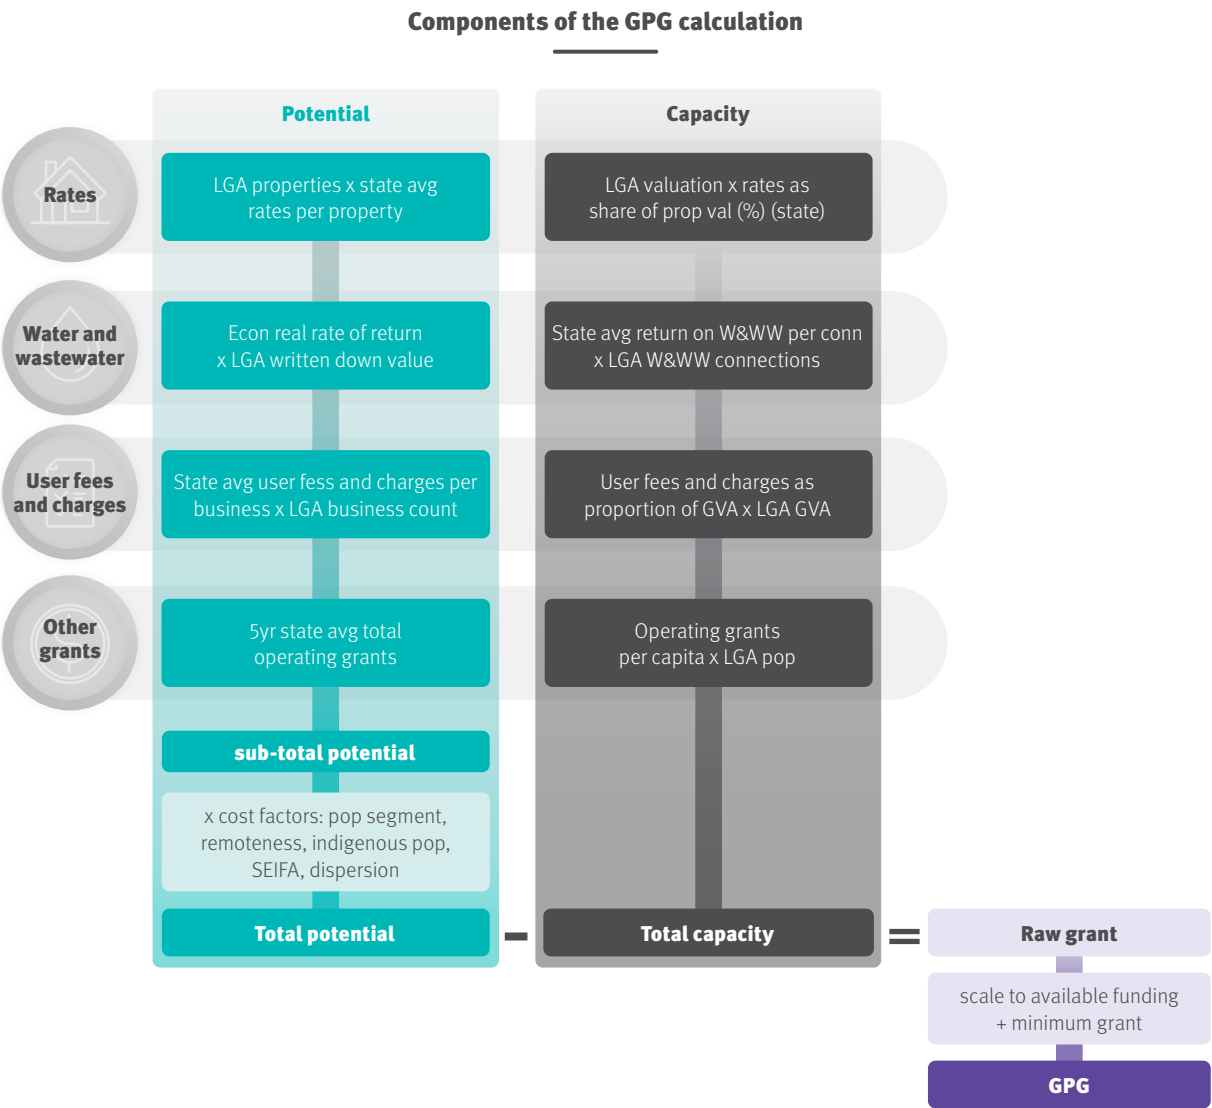 Components of the GPG calculation
Potential
Capacity
Rates
LGA properties x state avg
rates per property
LGA valuation x rates as
share of prop val (%) (state)
Water and
wastewater
Econ real rate of return
x LGA written down value
State avg return on W&WW per conn
x LGA W&WW connections
User fees
and charges
State avg user fess and charges per
business x LGA business count
User fees and charges as
proportion of GVA x LGA GVA
Other
grants
5yr state avg total
operating grants
Operating grants
per capita x LGA pop
sub-total potential
x cost factors: pop segment,
remoteness, indigenous pop,
SEIFA, dispersion
Total potential
-
Total capacity
=
Raw grant
scale to available funding
+ minimum grant
GPG